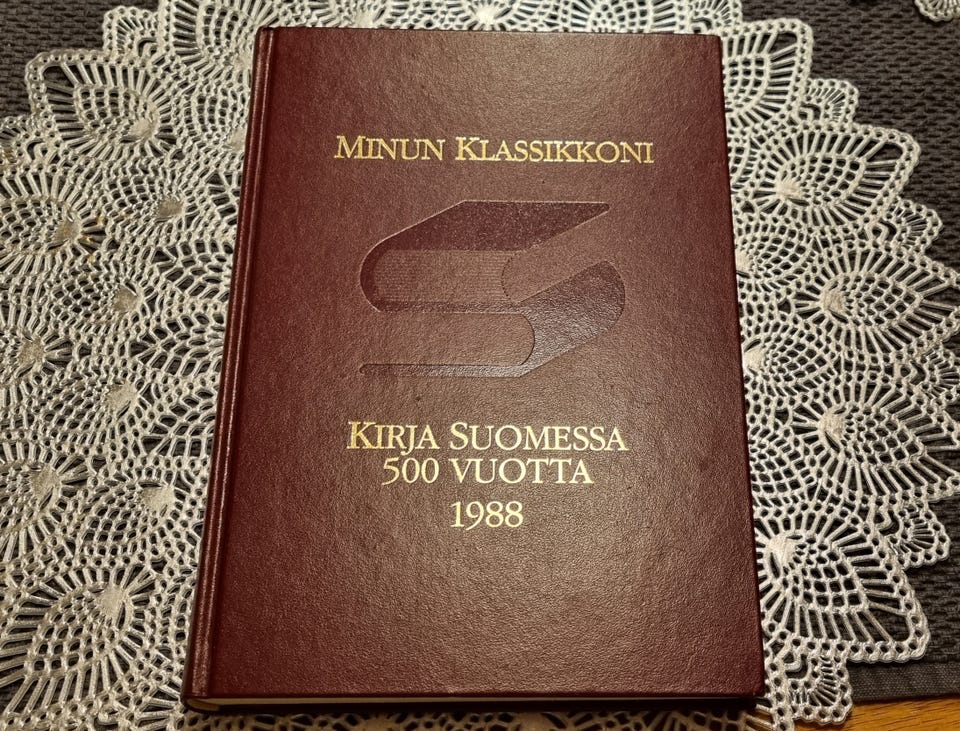 MINUN KLASSIKKONI
KIRJA SUOMESSA
500 VUOTTA
1988